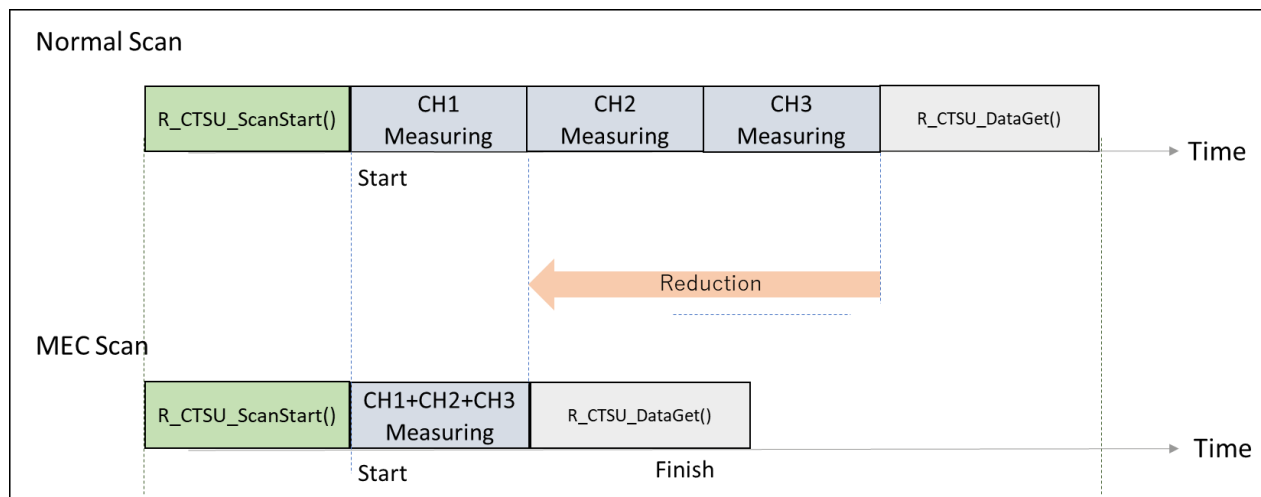 Normal Scan
R_CTSU_ScanStart()
CH1
Measuring
CH2
Measuring
CH3
Measuring
R_CTSU_DataGet()
Time
Start
Reduction
MEC Scan
R_CTSU_ScanStart()
CH1+CH2+CH3
Measuring
R_CTSU_DataGet()
Time
Start
Finish